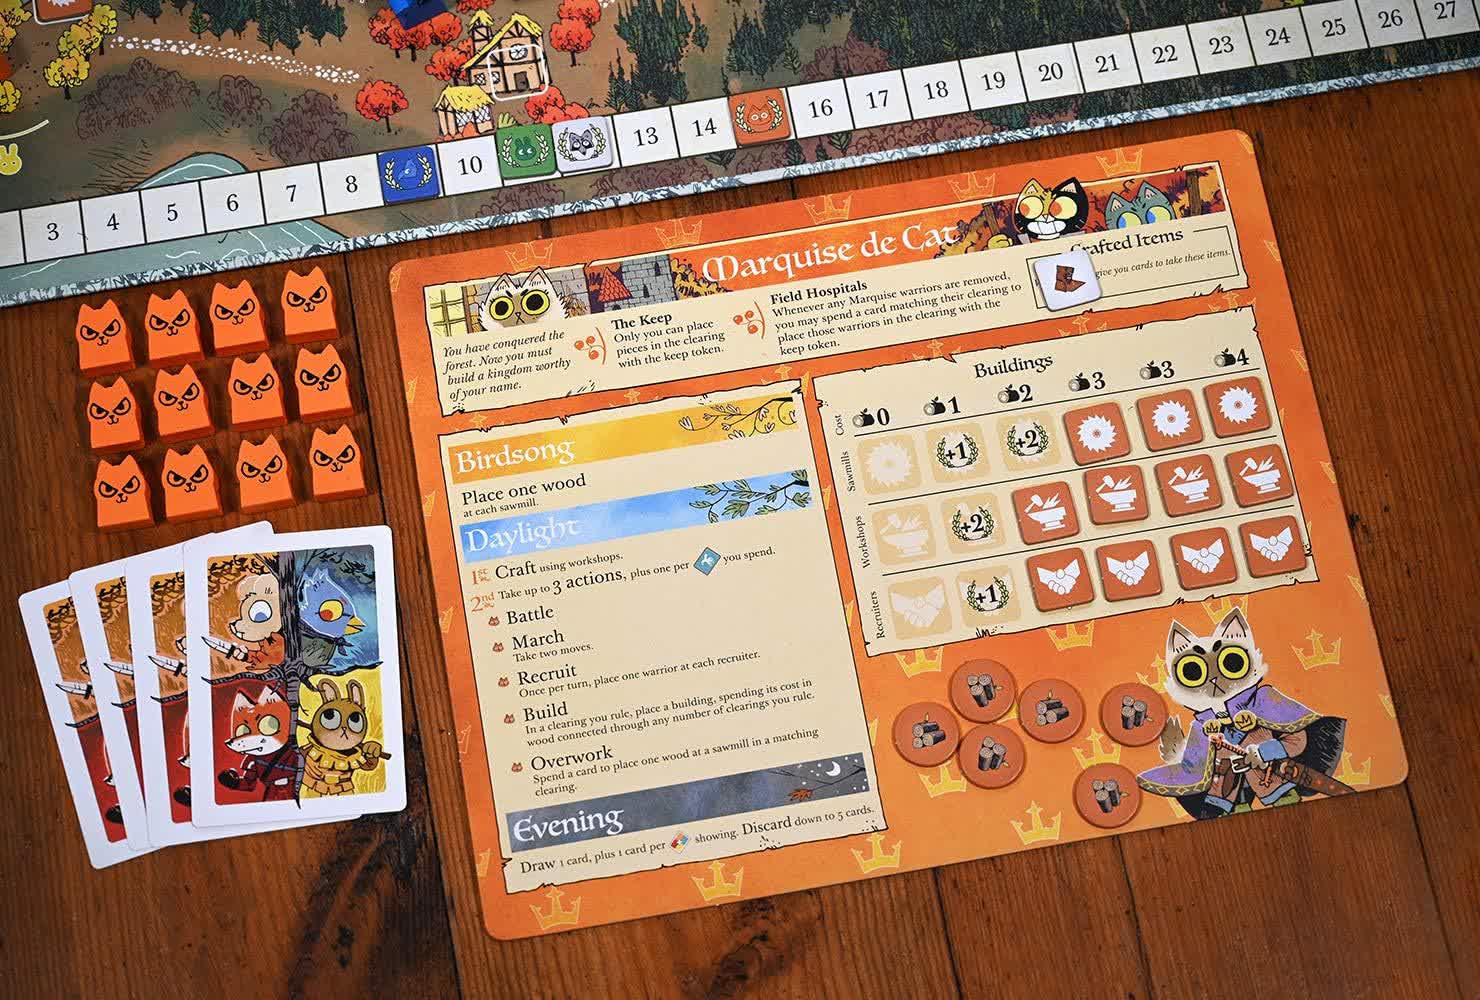 3 4 5 6 7 8 10 13 14 16 17 18 19 20 21 22 23 24 25 26 27
Marquise de Cat
You have conquered the
forest. Now you must
build a kingdom worthy
of your name.
The Keep
Only you can place
pieces in the clearing
with the keep token.
Field Hospitals
Whenever any Marquise warriors are removed,
you may spend a card matching their clearing to
place those warriors in the clearing with the
keep token.
Crafted Items
give you cards to take these items.
Birdsong
Place one wood
at each sawmill.
Daylight
1st Craft using workshops.
2nd Take up to 3 actions, plus one per you spend.
Battle
March
Take two moves.
Recruit
Once per turn, place one warrior at each recruiter.
Build
In a clearing you rule, place a building, spending its cost in
wood connected through any number of clearings you rule.
Overwork
Spend a card to place one wood at a sawmill in a matching
clearing.
Evening
Draw 1 card, plus 1 card per showing. Discard down to 5 cards.
Buildings
Cost 0 1 2 3 3 4
Sawmills +1 +2
Workshops +2
Recruiters +1